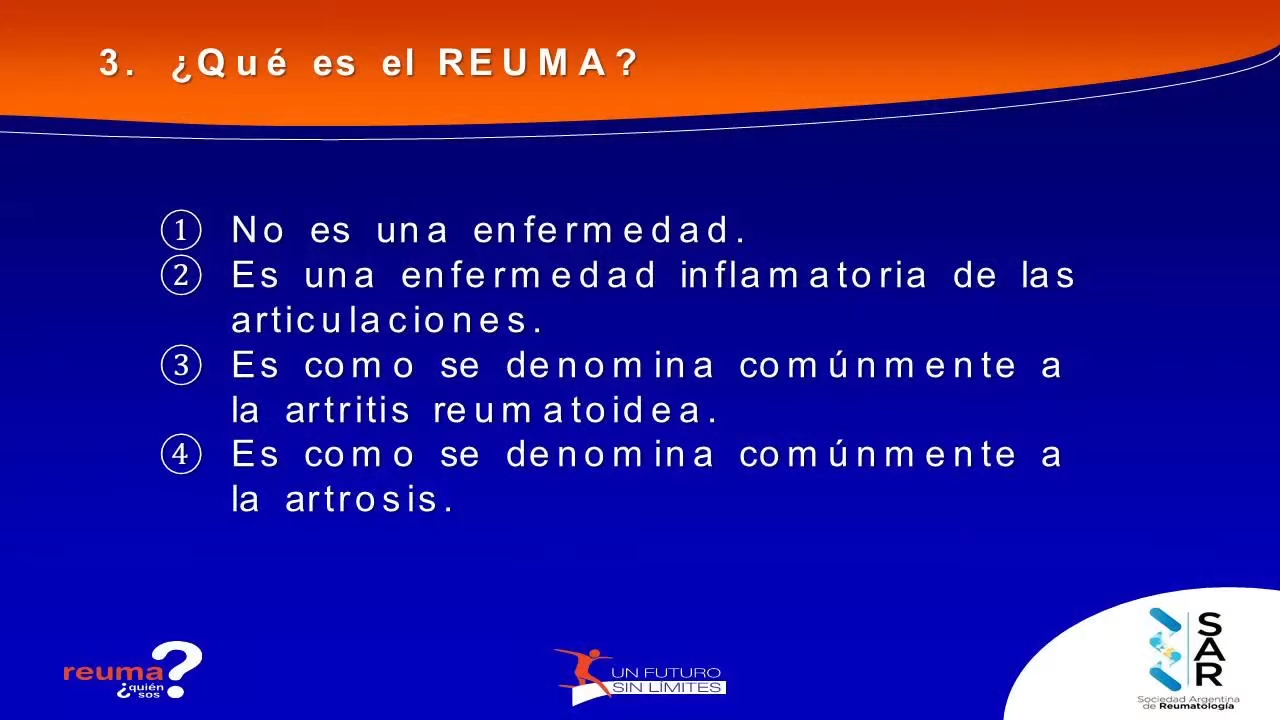 3. ¿Qué es el REUMA?
① No es una enfermedad.
② Es una enfermedad inflamatoria de las
articulaciones.
③ Es como se denomina comúnmente a
la artritis reumatoidea.
④ Es como se denomina comúnmente a
la artrosis.
reuma?
¿quién
sos
UN FUTURO
SIN LÍMITES
SAR
Sociedad Argentina
de Reumatología